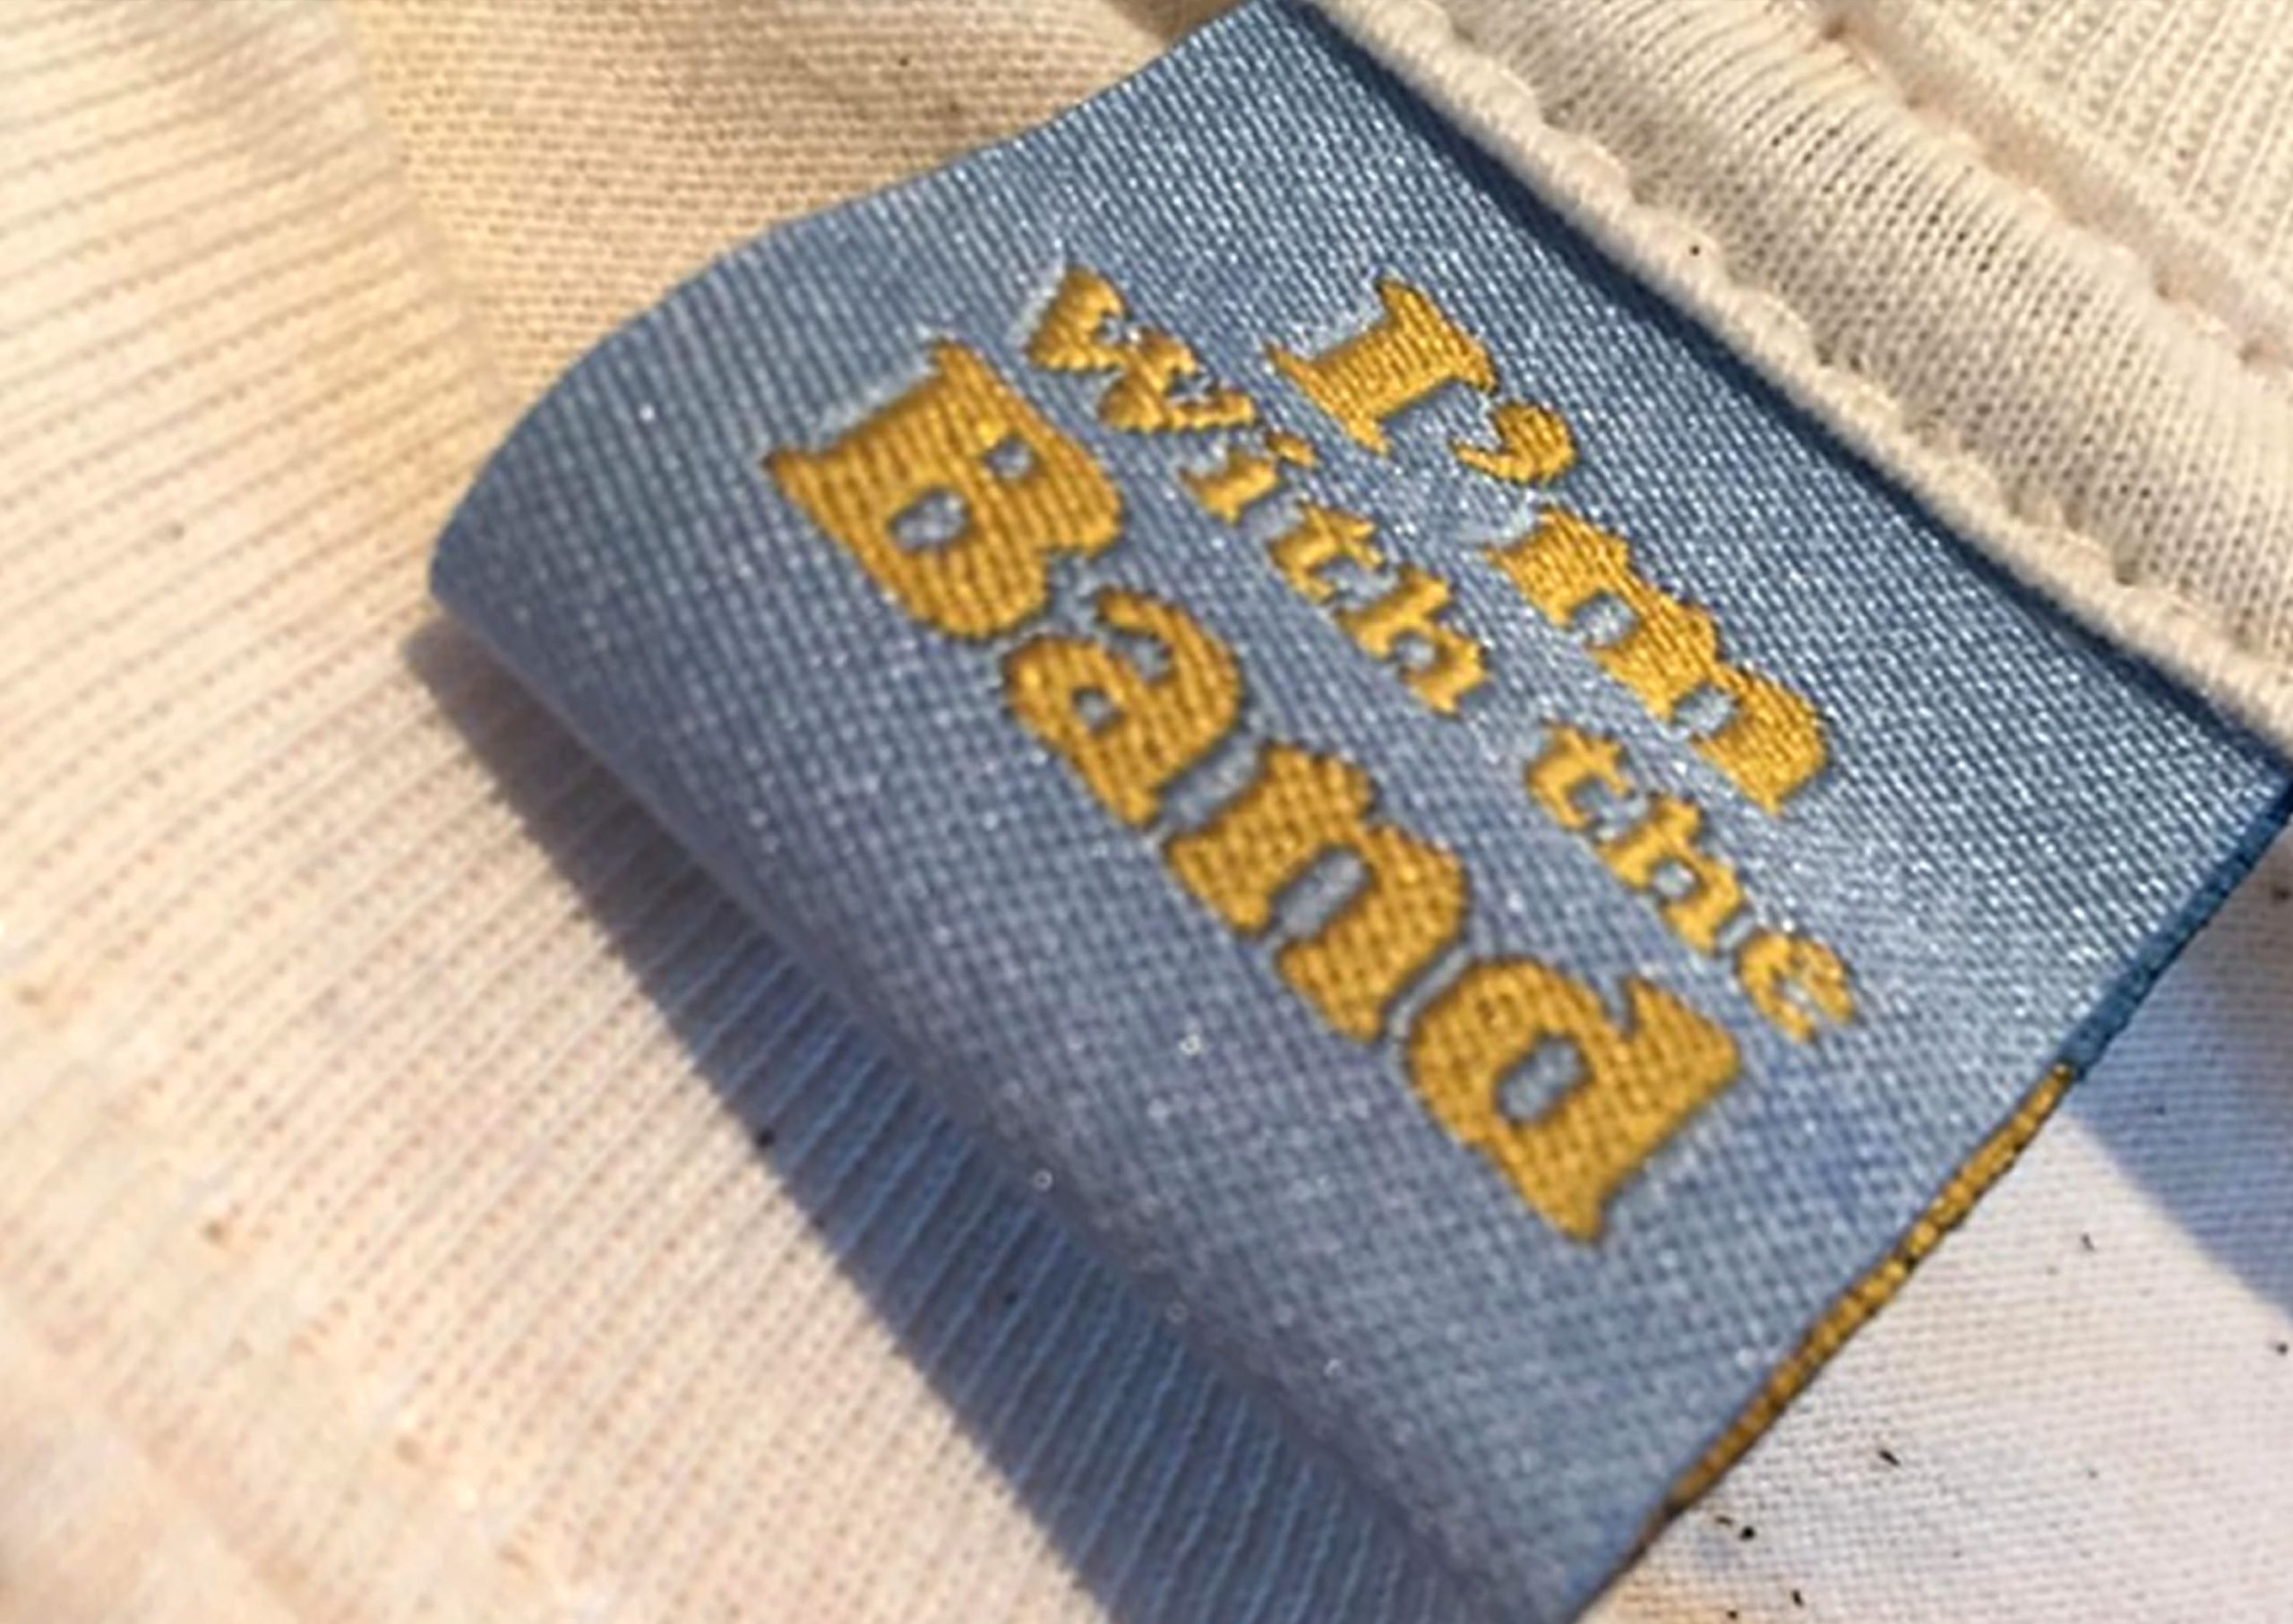 I'm
with the
Band